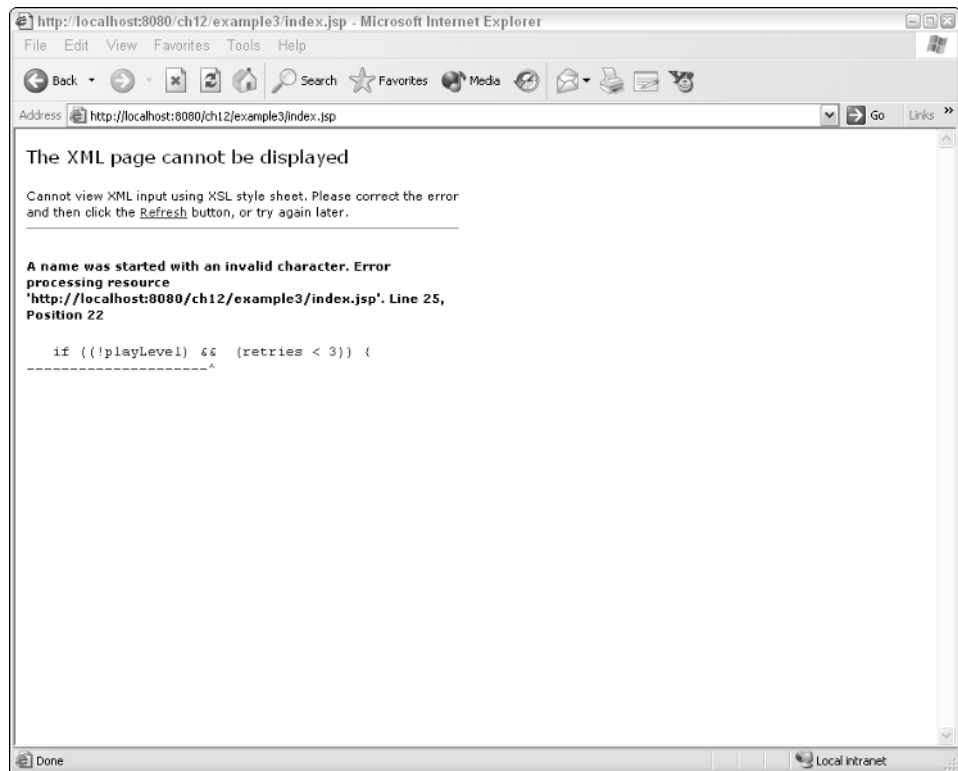 http://localhost:8080/ch12/example3/index.jsp - Microsoft Internet Explorer
File Edit View Favorites Tools Help
Back Search Favorites Media
Address http://localhost:8080/ch12/example3/index.jsp Go Links »
The XML page cannot be displayed
Cannot view XML input using XSL style sheet. Please correct the error
and then click the Refresh button, or try again later.
A name was started with an invalid character. Error
processing resource
'http://localhost:8080/ch12/example3/index.jsp'. Line 25,
Position 22
if ((!playLevel) && (retries < 3)) {
---------------------^
Done Local intranet